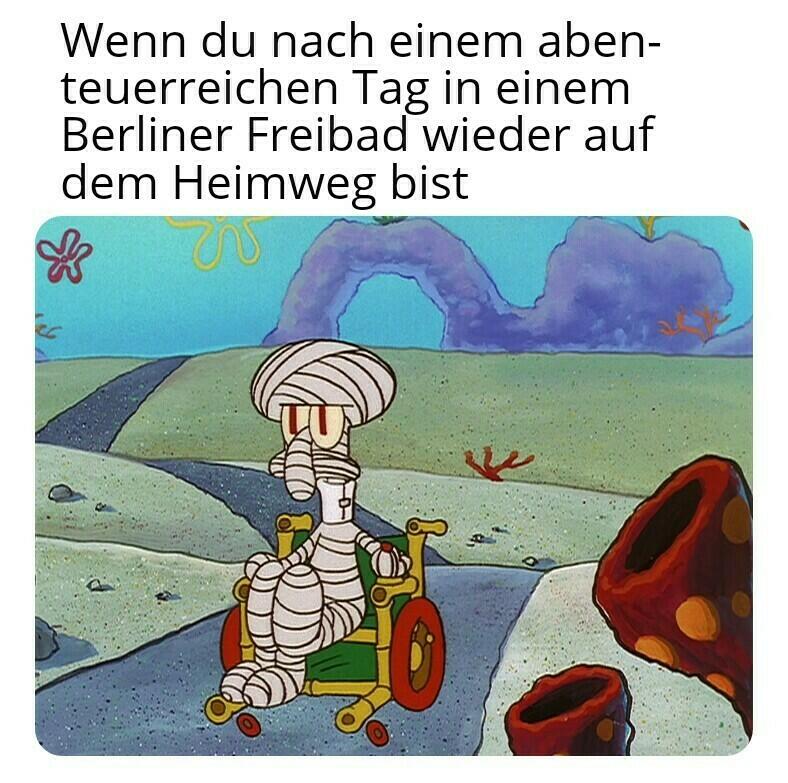 Wenn du nach einem aben-
teuerreichen Tag in einem
Berliner Freibad wieder auf
dem Heimweg bist